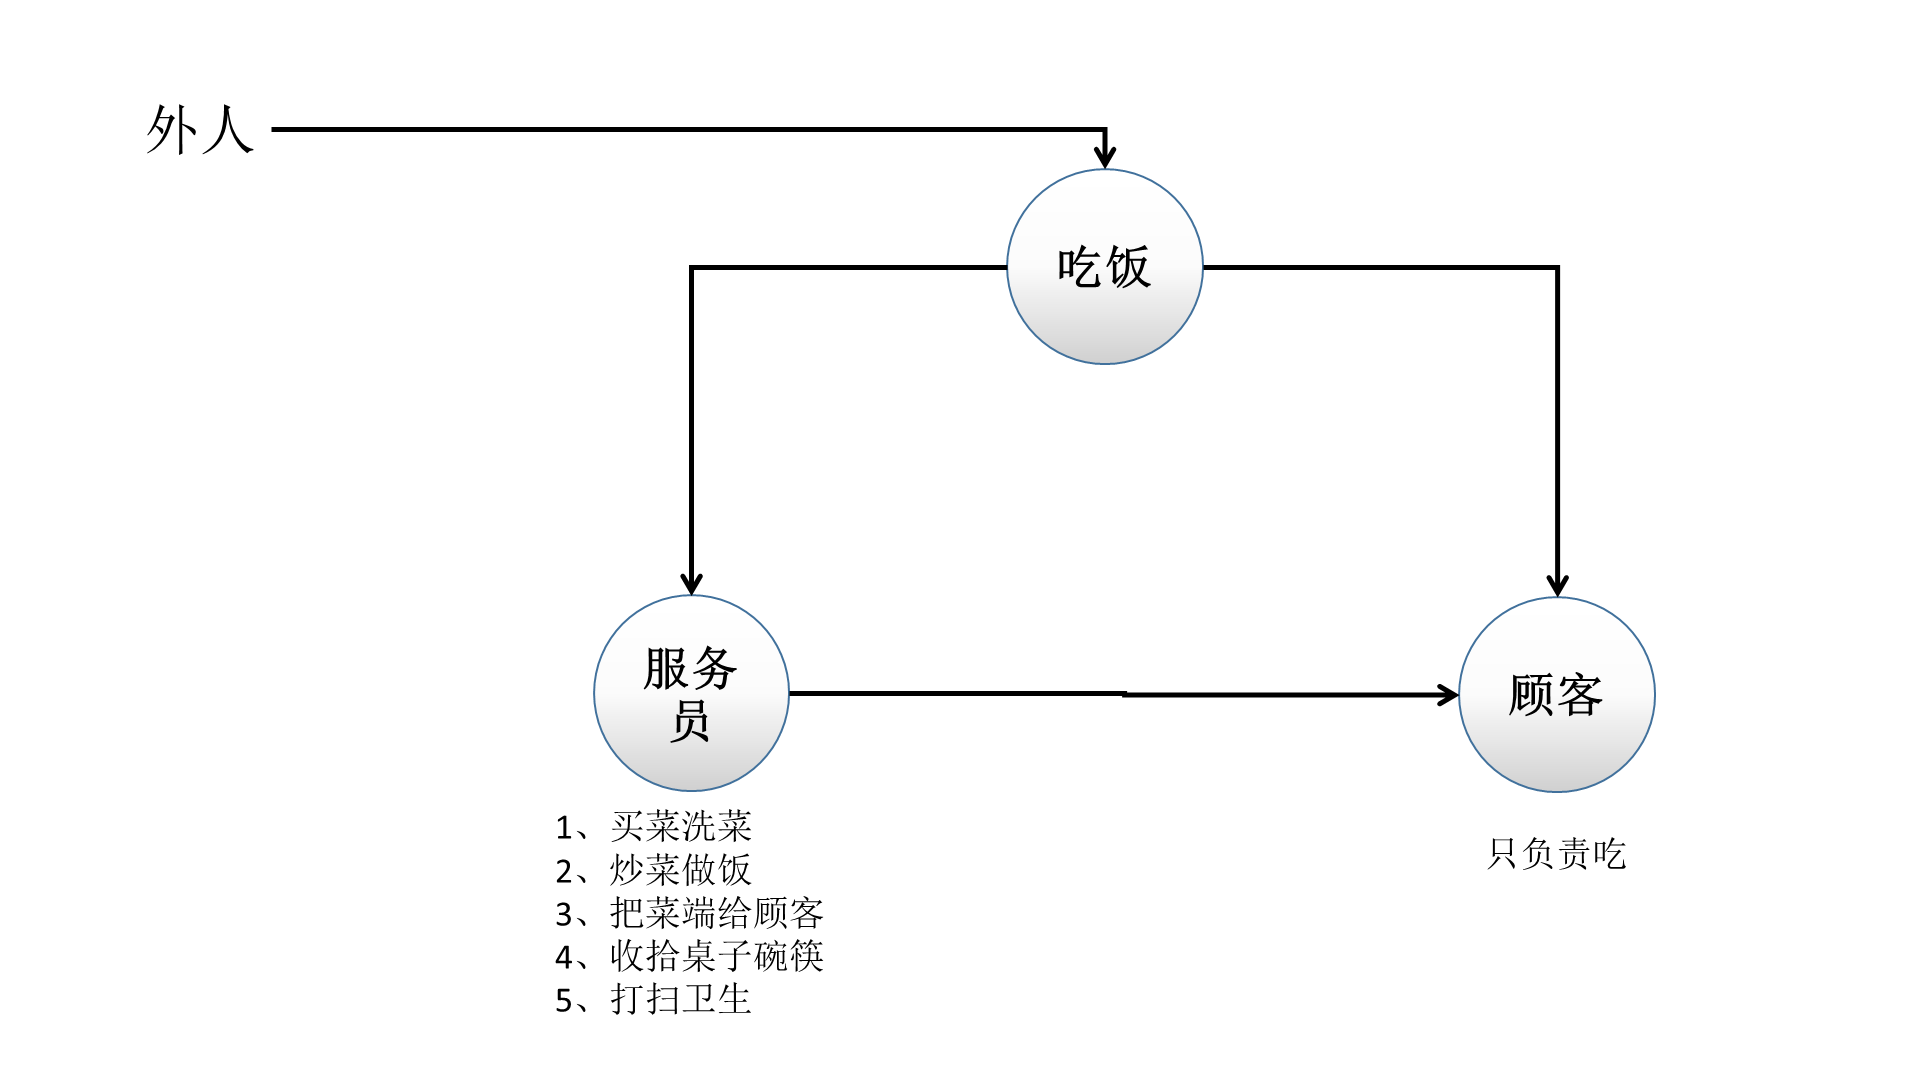 外人
吃饭
服务
员
顾客
1、买菜洗菜
2、炒菜做饭
3、把菜端给顾客
4、收拾桌子碗筷
5、打扫卫生
只负责吃